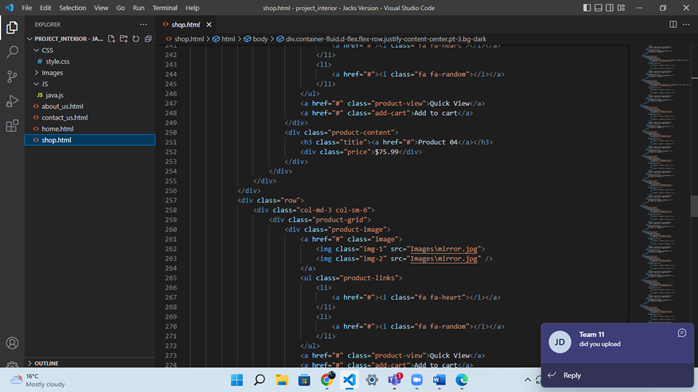 File Edit Selection View Go Run Terminal Help
shop.html - project_interior - Jacks Version - Visual Studio Code
EXPLORER
PROJECT_INTERIOR - JA...
CSS
# style.css
Images
JS
JS java.js
<> about_us.html
<> contact_us.html
<> home.html
<> shop.html
OUTLINE
<> shop.html ×
<> shop.html > html > body > div.container-fluid.d-flex.flex-row.justify-content-center.pt-3.bg-dark
241 <a href="#"><i class="fa fa-heart"></i></a>
242 </li>
243 <li>
244 <a href="#"><i class="fa fa-random"></i></a>
245 </li>
246 </ul>
247 <a href="#" class="product-view">Quick View</a>
248 <a href="#" class="add-cart">Add to cart</a>
249 </div>
250 <div class="product-content">
251 <h3 class="title"><a href="#">Product 04</a></h3>
252 <div class="price">$75.99</div>
253 </div>
254 </div>
255 </div>
256 </div>
257 <div class="row">
258 <div class="col-md-3 col-sm-6">
259 <div class="product-grid">
260 <div class="product-image">
261 <a href="#" class="image">
262 <img class="img-1" src="Images\mirror.jpg">
263 <img class="img-2" src="Images\mirror.jpg" />
264 </a>
265 <ul class="product-links">
266 <li>
267 <a href="#"><i class="fa fa-heart"></i></a>
268 </li>
269 <li>
270 <a href="#"><i class="fa fa-random"></i></a>
271 </li>
272 </ul>
273 <a href="#" class="product-view">Quick View</a>
274 <a href="#" class="add-cart">Add to cart</a>
JD
Team 11
did you upload
Reply
16°C
Mostly cloudy